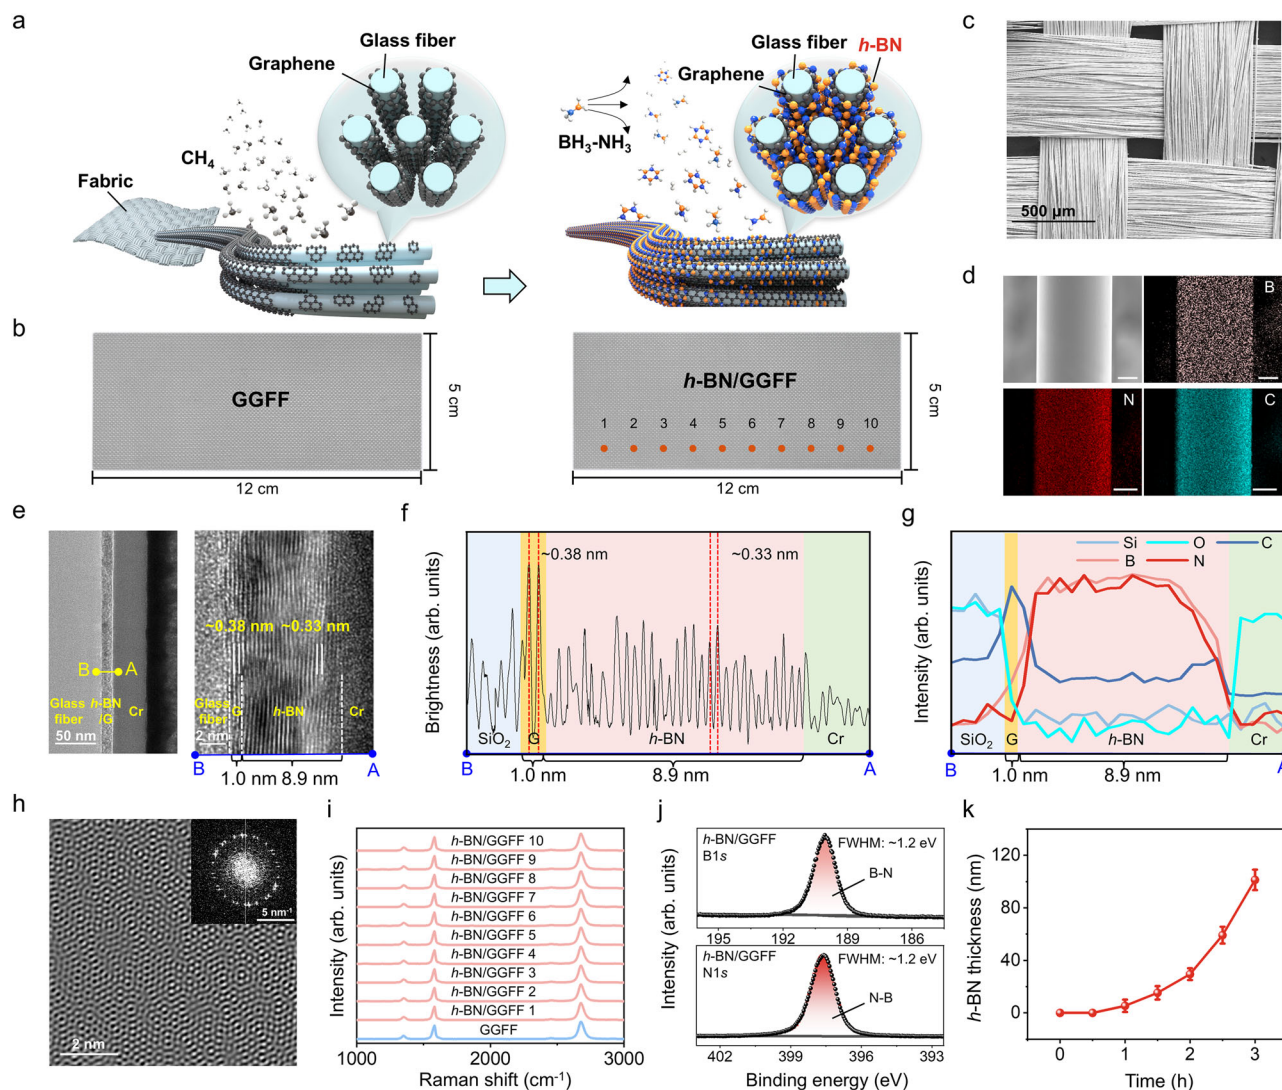 a
Glass fiber
Graphene
CH4
Fabric
Glass fiber
h-BN
Graphene
BH3-NH3
b
GGFF
5 cm
12 cm
h-BN/GGFF
1 2 3 4 5 6 7 8 9 10
5 cm
12 cm
c
500 µm
d
B
N
C
e
B A
Glass fiber
h-BN /G
Cr
50 nm
~0.38 nm ~0.33 nm
Glass fiber
G
h-BN
Cr
2 nm
B A
1.0 nm 8.9 nm
f
Brightness (arb. units)
~0.38 nm
~0.33 nm
SiO2 G h-BN Cr
B A
1.0 nm 8.9 nm
g
Intensity (arb. units)
Si O C
B N
SiO2 G h-BN Cr
B A
1.0 nm 8.9 nm
h
5 nm-1
2 nm
i
Intensity (arb. units)
h-BN/GGFF 10
h-BN/GGFF 9
h-BN/GGFF 8
h-BN/GGFF 7
h-BN/GGFF 6
h-BN/GGFF 5
h-BN/GGFF 4
h-BN/GGFF 3
h-BN/GGFF 2
h-BN/GGFF 1
GGFF
1000 2000 3000
Raman shift (cm-1)
j
Intensity (arb. units)
h-BN/GGFF
B1s
FWHM: ~1.2 eV
B-N
195 192 189 186
h-BN/GGFF
N1s
FWHM: ~1.2 eV
N-B
402 399 396 393
Binding energy (eV)
k
h-BN thickness (nm)
120
80
40
0
0 1 2 3
Time (h)